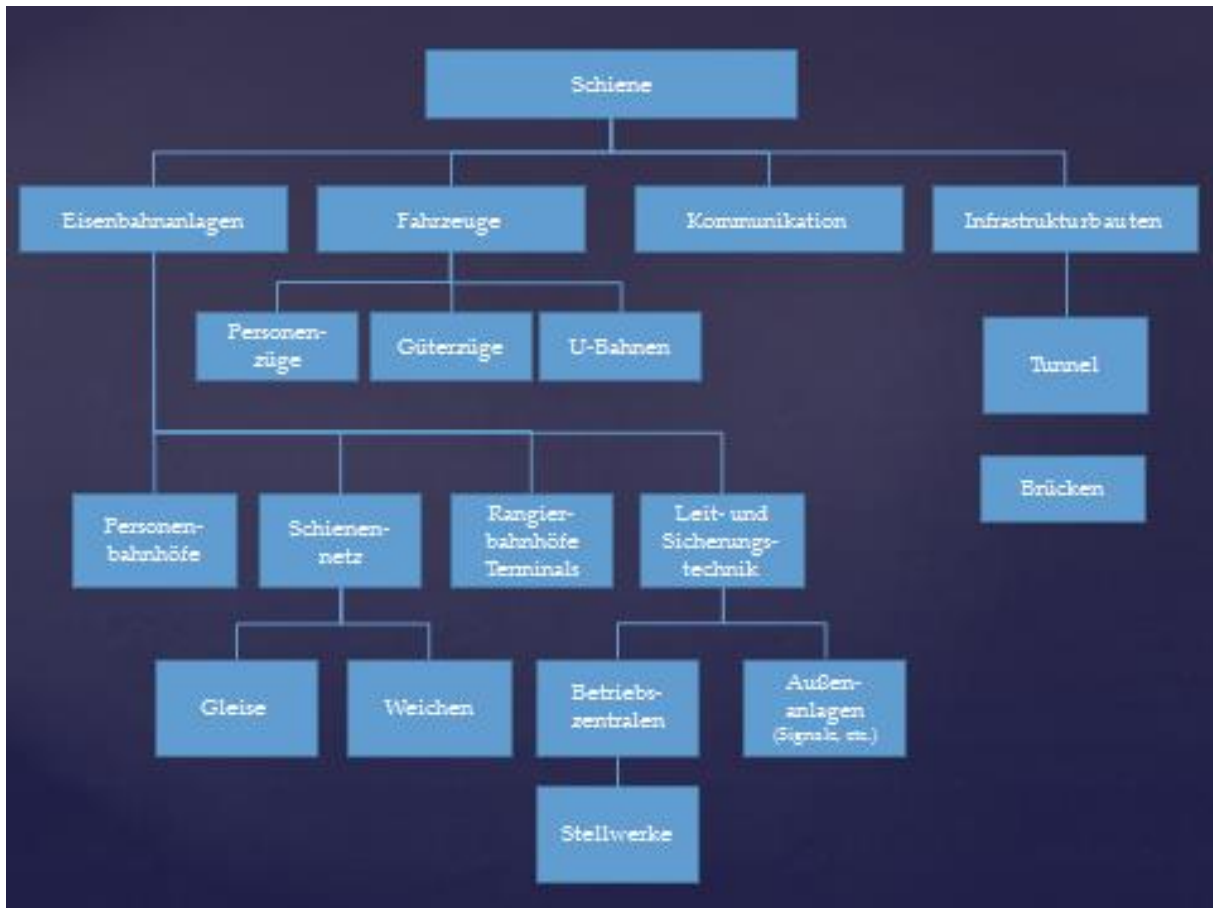 Schiene
Eisenbahnanlagen
Fahrzeuge
Kommunikation
Infrastrukturbauten
Personen-
züge
Güterzüge
U-Bahnen
Tunnel
Brücken
Personen-
bahnhöfe
Schienen-
netz
Rangier-
bahnhöfe
Terminals
Leit- und
Sicherungs-
technik
Gleise
Weichen
Betriebs-
zentralen
Außen-
anlagen
(Signale, etc.)
Stellwerke